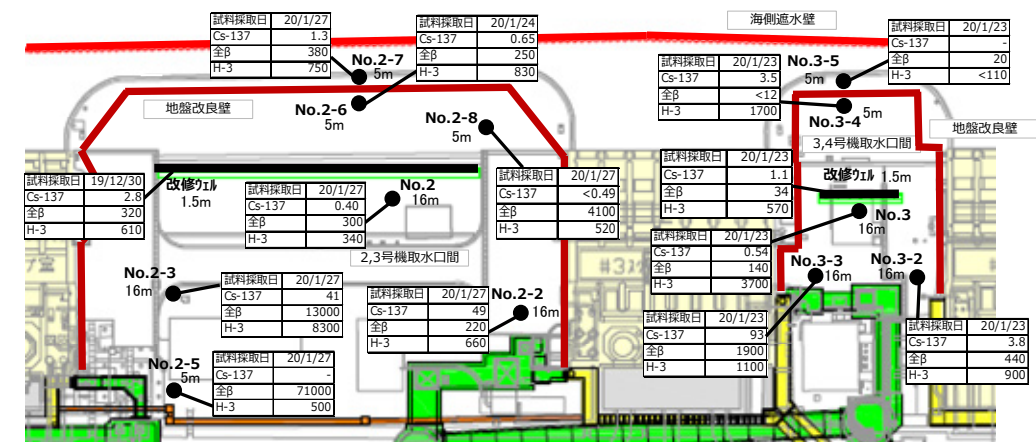 海側遮水壁
試料採取日 20/1/27
Cs-137 1.3
全β 380
H-3 750
No.2-7
5m
試料採取日 20/1/24
Cs-137 0.65
全β 250
H-3 830
No.2-6
5m
地盤改良壁
No.2-8
5m
試料採取日 20/1/23
Cs-137 -
全β 20
H-3 <110
No.3-5
5m
試料採取日 20/1/23
Cs-137 3.5
全β <12
H-3 1700
No.3-4
5m
地盤改良壁
3,4号機取水口間
試料採取日 19/12/30
Cs-137 2.8
全β 320
H-3 610
改修ウェル
1.5m
試料採取日 20/1/27
Cs-137 0.40
全β 300
H-3 340
No.2
16m
試料採取日 20/1/27
Cs-137 <0.49
全β 4100
H-3 520
試料採取日 20/1/23
Cs-137 1.1
全β 34
H-3 570
改修ウェル 1.5m
No.3
16m
試料採取日 20/1/23
Cs-137 0.54
全β 140
H-3 3700
2,3号機取水口間
No.2-3
16m
試料採取日 20/1/27
Cs-137 41
全β 13000
H-3 8300
試料採取日 20/1/27
Cs-137 49
全β 220
H-3 660
No.2-2
16m
No.3-3
16m
No.3-2
16m
試料採取日 20/1/23
Cs-137 93
全β 1900
H-3 1100
試料採取日 20/1/23
Cs-137 3.8
全β 440
H-3 900
No.2-5
5m
試料採取日 20/1/27
Cs-137 -
全β 71000
H-3 500